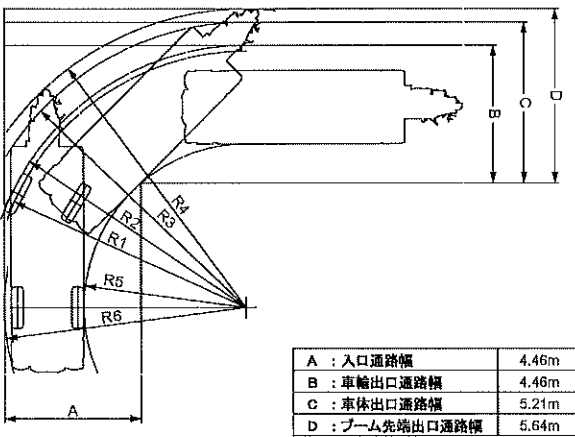 D
C
B
R4
R3
R2
R1
R5
R6
A
A ：入口通路幅 4.46m
B ：車輪出口通路幅 4.46m
C ：車体出口通路幅 5.21m
D ：ブーム先端出口通路幅 5.64m